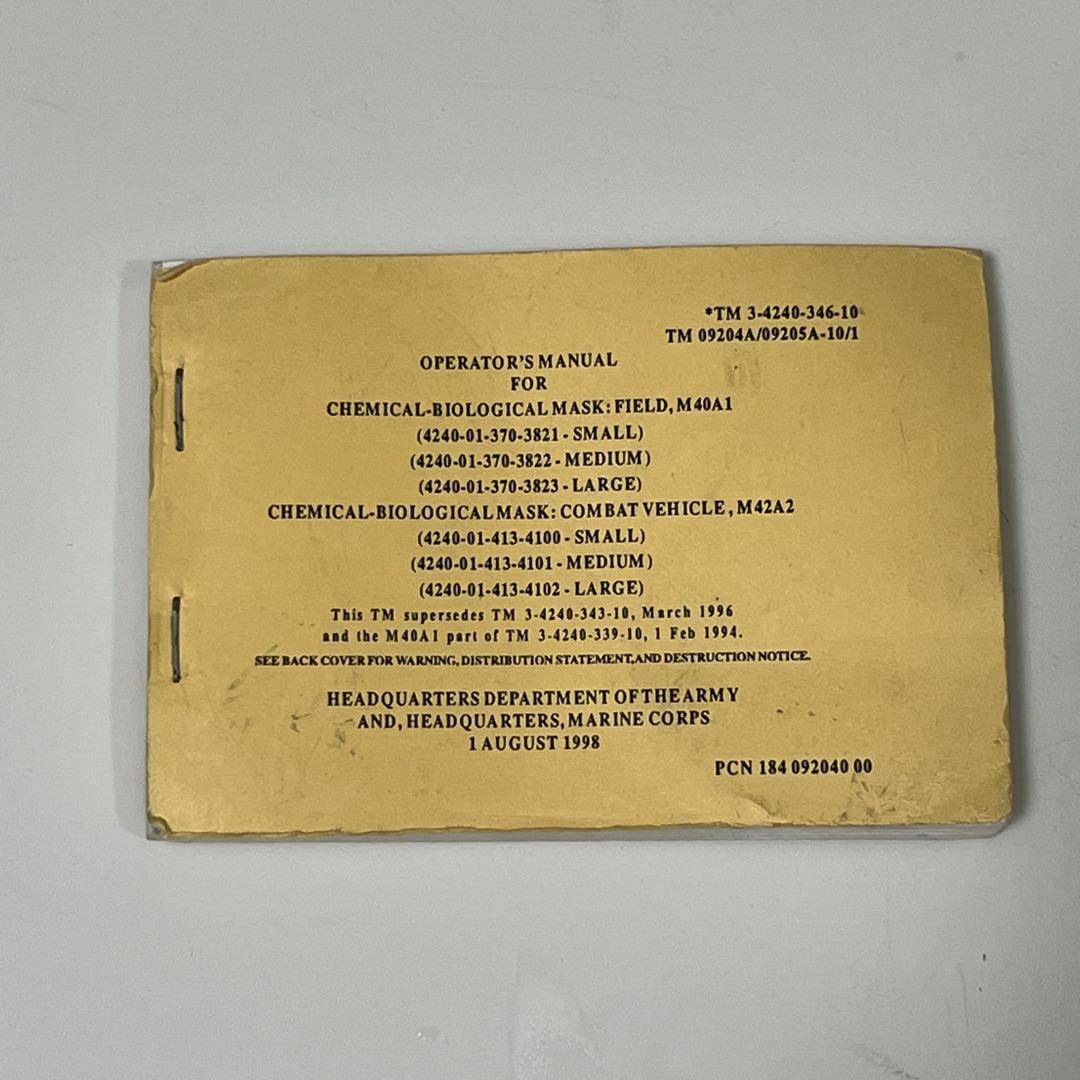 *TM 3-4240-346-10
TM 09204A/09205A-10/1
OPERATOR'S MANUAL
FOR
CHEMICAL-BIOLOGICAL MASK: FIELD, M40A1
(4240-01-370-3821 - SMALL)
(4240-01-370-3822 - MEDIUM)
(4240-01-370-3823 - LARGE)
CHEMICAL-BIOLOGICAL MASK: COMBAT VEHICLE, M42A2
(4240-01-413-4100 - SMALL)
(4240-01-413-4101 - MEDIUM)
(4240-01-413-4102 - LARGE)
This TM supersedes TM 3-4240-343-10, March 1996
and the M40A1 part of TM 3-4240-339-10, 1 Feb 1994.
SEE BACK COVER FOR WARNING, DISTRIBUTION STATEMENT, AND DESTRUCTION NOTICE.
HEADQUARTERS DEPARTMENT OF THE ARMY
AND, HEADQUARTERS, MARINE CORPS
1 AUGUST 1998
PCN 184 092040 00